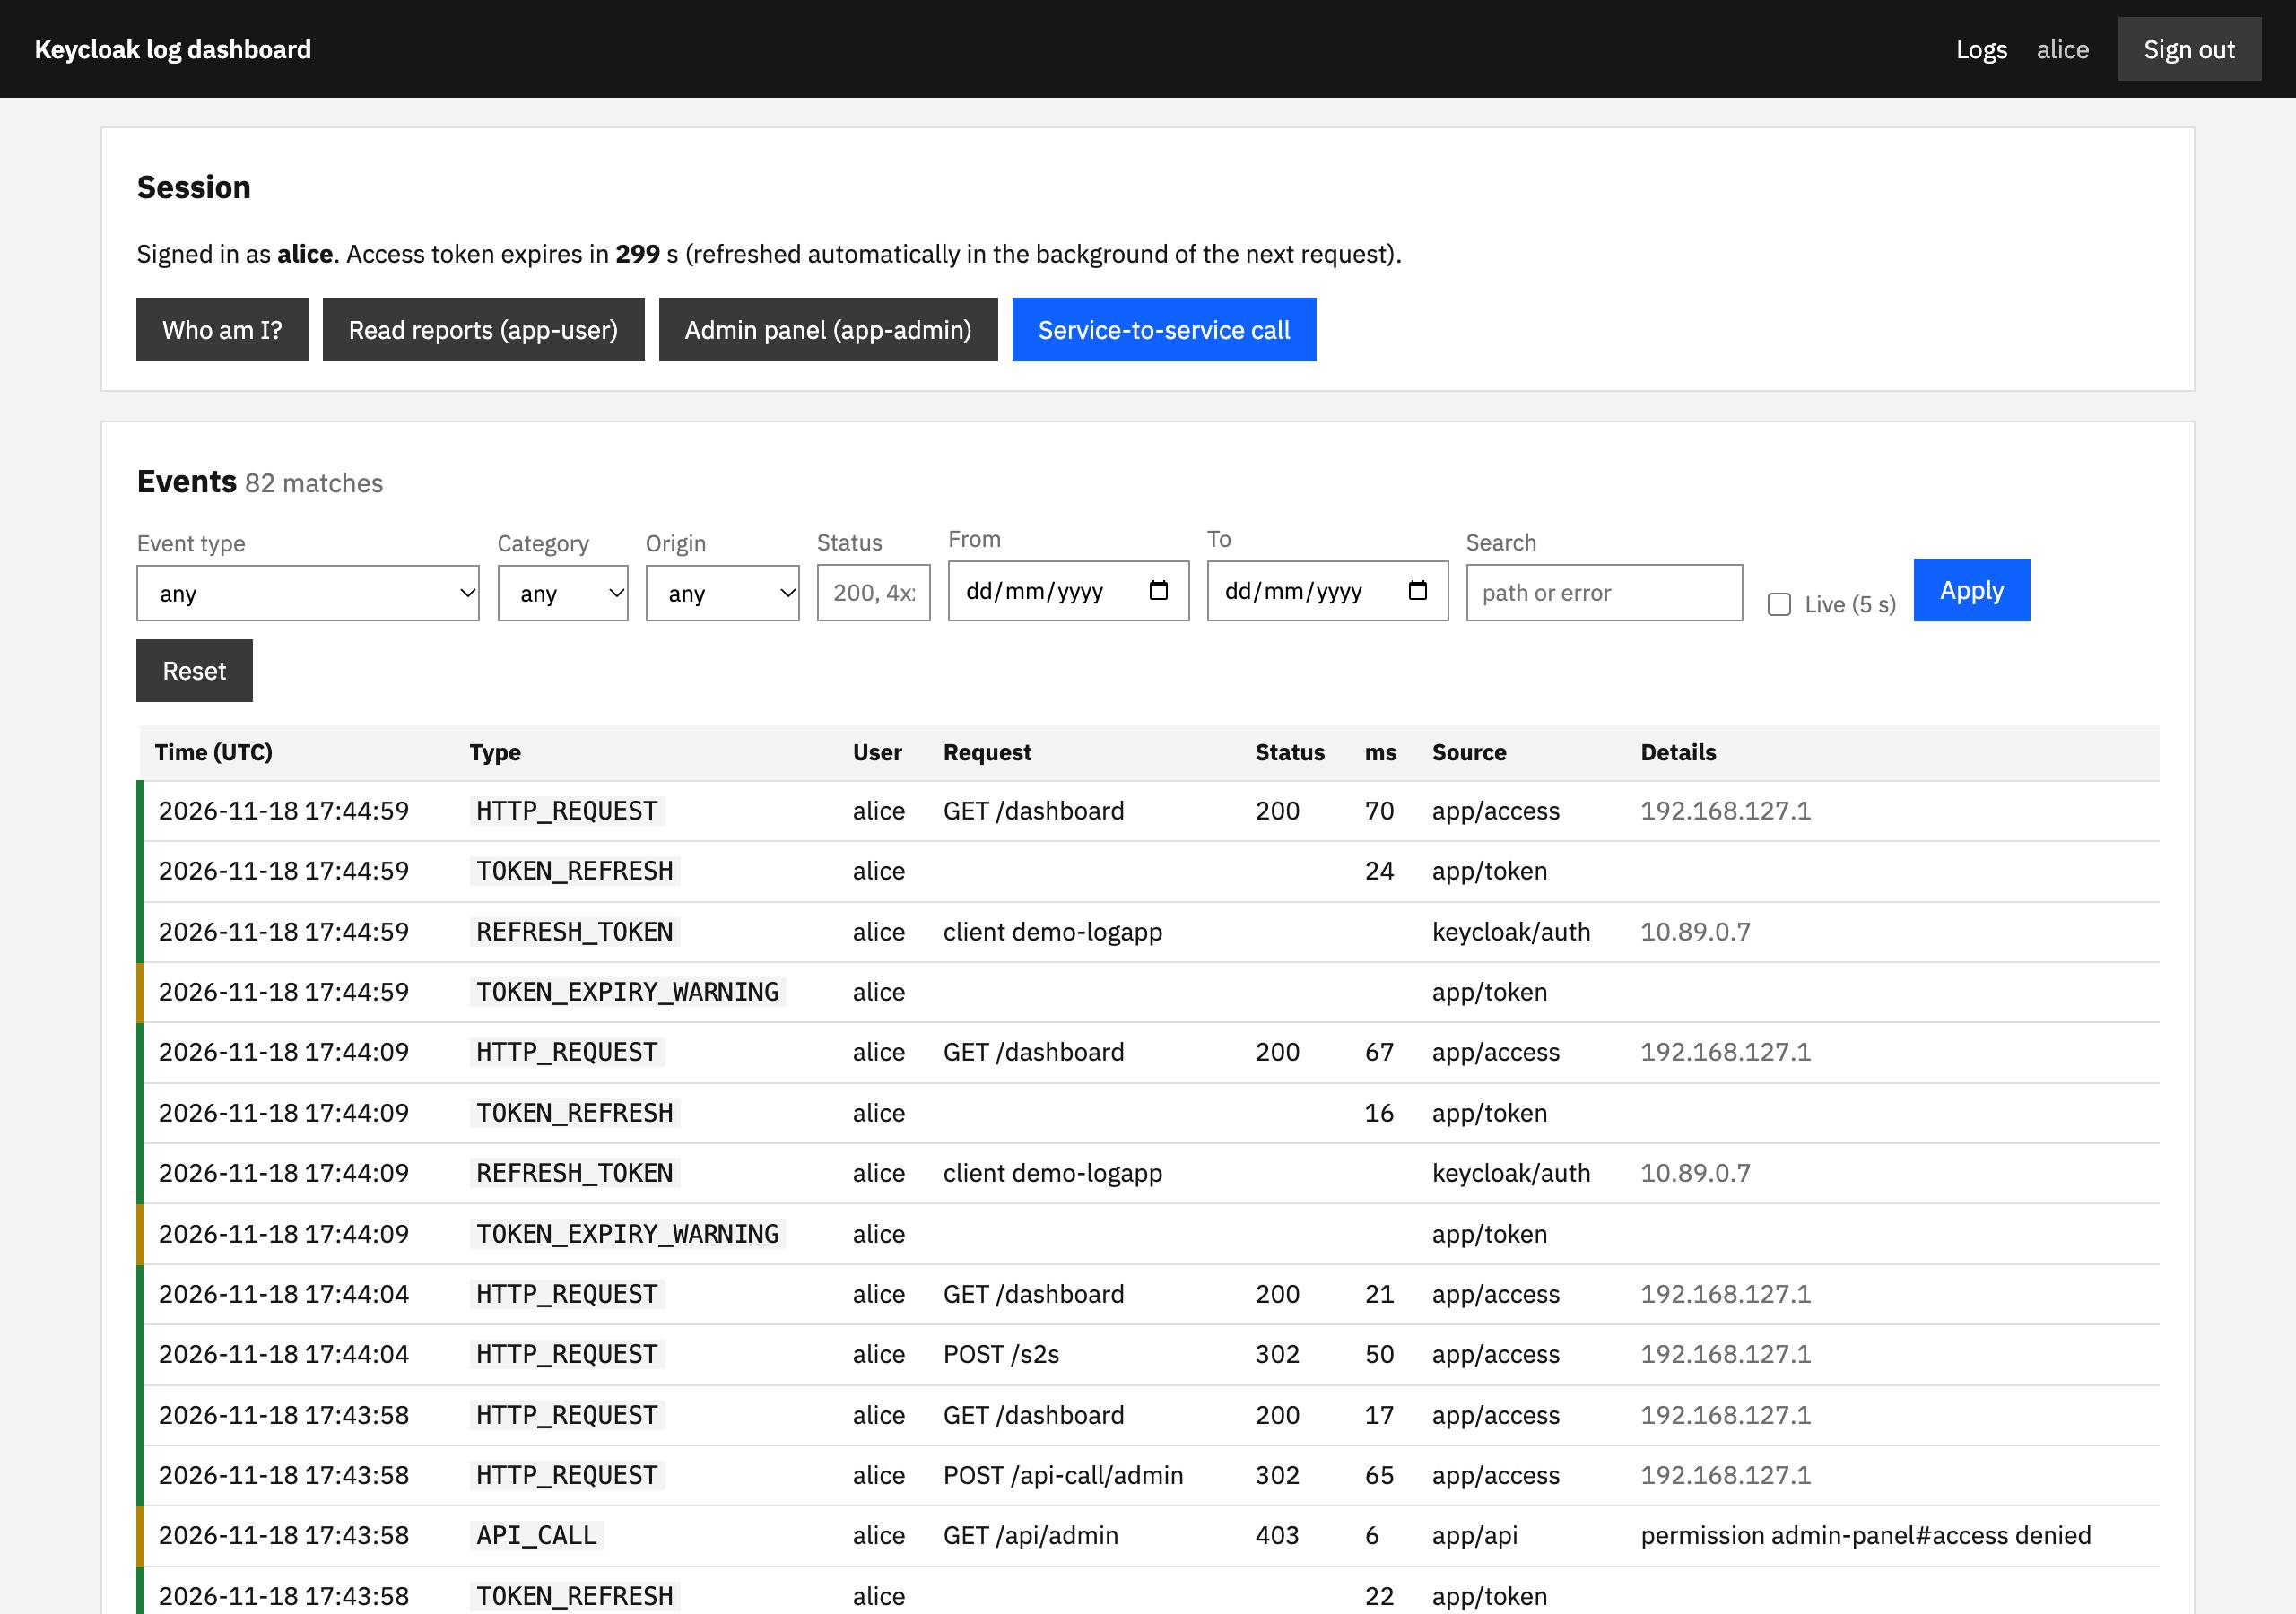 Keycloak log dashboard Logs alice Sign out
Session
Signed in as alice. Access token expires in 299 s (refreshed automatically in the background of the next request).
Who am I? Read reports (app-user) Admin panel (app-admin) Service-to-service call
Events 82 matches
Event type Category Origin Status From To Search
any any any 200, 4x dd/mm/yyyy dd/mm/yyyy path or error Live (5 s) Apply
Reset
Time (UTC) Type User Request Status ms Source Details
2026-11-18 17:44:59 HTTP_REQUEST alice GET /dashboard 200 70 app/access 192.168.127.1
2026-11-18 17:44:59 TOKEN_REFRESH alice 24 app/token
2026-11-18 17:44:59 REFRESH_TOKEN alice client demo-logapp keycloak/auth 10.89.0.7
2026-11-18 17:44:59 TOKEN_EXPIRY_WARNING alice app/token
2026-11-18 17:44:09 HTTP_REQUEST alice GET /dashboard 200 67 app/access 192.168.127.1
2026-11-18 17:44:09 TOKEN_REFRESH alice 16 app/token
2026-11-18 17:44:09 REFRESH_TOKEN alice client demo-logapp keycloak/auth 10.89.0.7
2026-11-18 17:44:09 TOKEN_EXPIRY_WARNING alice app/token
2026-11-18 17:44:04 HTTP_REQUEST alice GET /dashboard 200 21 app/access 192.168.127.1
2026-11-18 17:44:04 HTTP_REQUEST alice POST /s2s 302 50 app/access 192.168.127.1
2026-11-18 17:43:58 HTTP_REQUEST alice GET /dashboard 200 17 app/access 192.168.127.1
2026-11-18 17:43:58 HTTP_REQUEST alice POST /api-call/admin 302 65 app/access 192.168.127.1
2026-11-18 17:43:58 API_CALL alice GET /api/admin 403 6 app/api permission admin-panel#access denied
2026-11-18 17:43:58 TOKEN_REFRESH alice 22 app/token